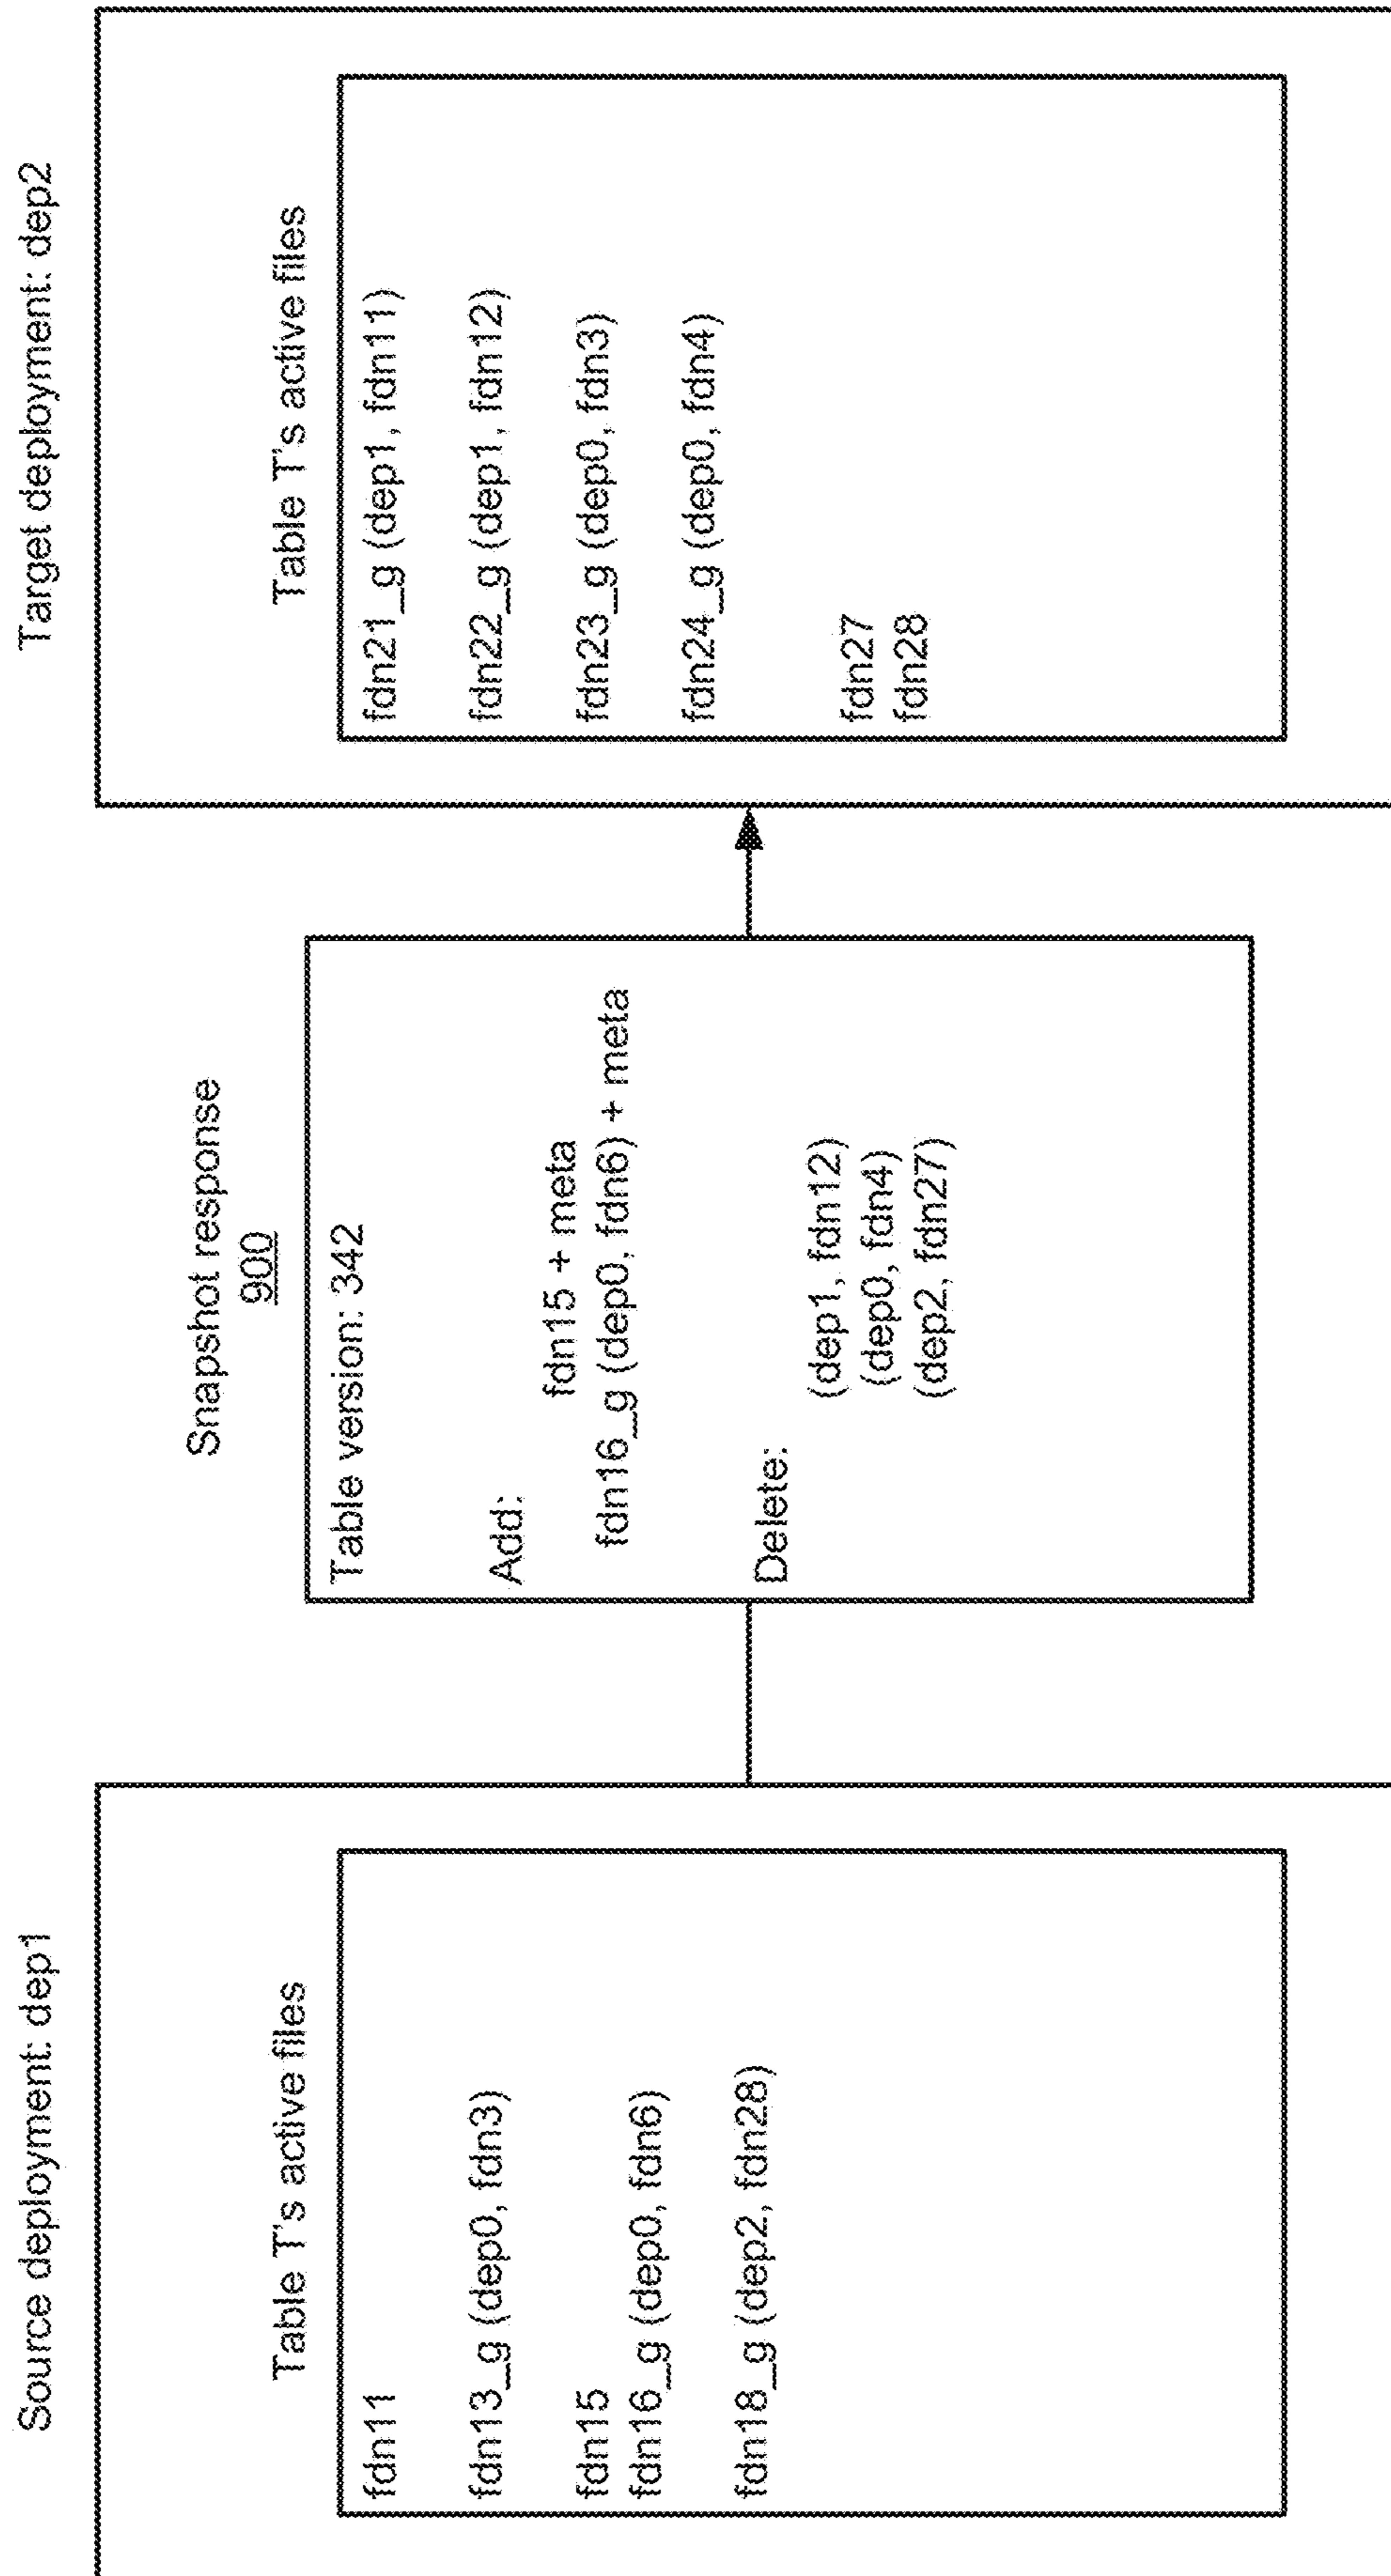 Source deployment: dep1
Table T's active files
fdn11
fdn13_g (dep0, fdn3)
fdn15
fdn16_g (dep0, fdn6)
fdn18_g (dep2, fdn28)
Snapshot response
900
Table version: 342
Add:
fdn15 + meta
fdn16_g (dep0, fdn6) + meta
Delete:
(dep1, fdn12)
(dep0, fdn4)
(dep2, fdn27)
Target deployment: dep2
Table T's active files
fdn21_g (dep1, fdn11)
fdn22_g (dep1, fdn12)
fdn23_g (dep0, fdn3)
fdn24_g (dep0, fdn4)
fdn27
fdn28